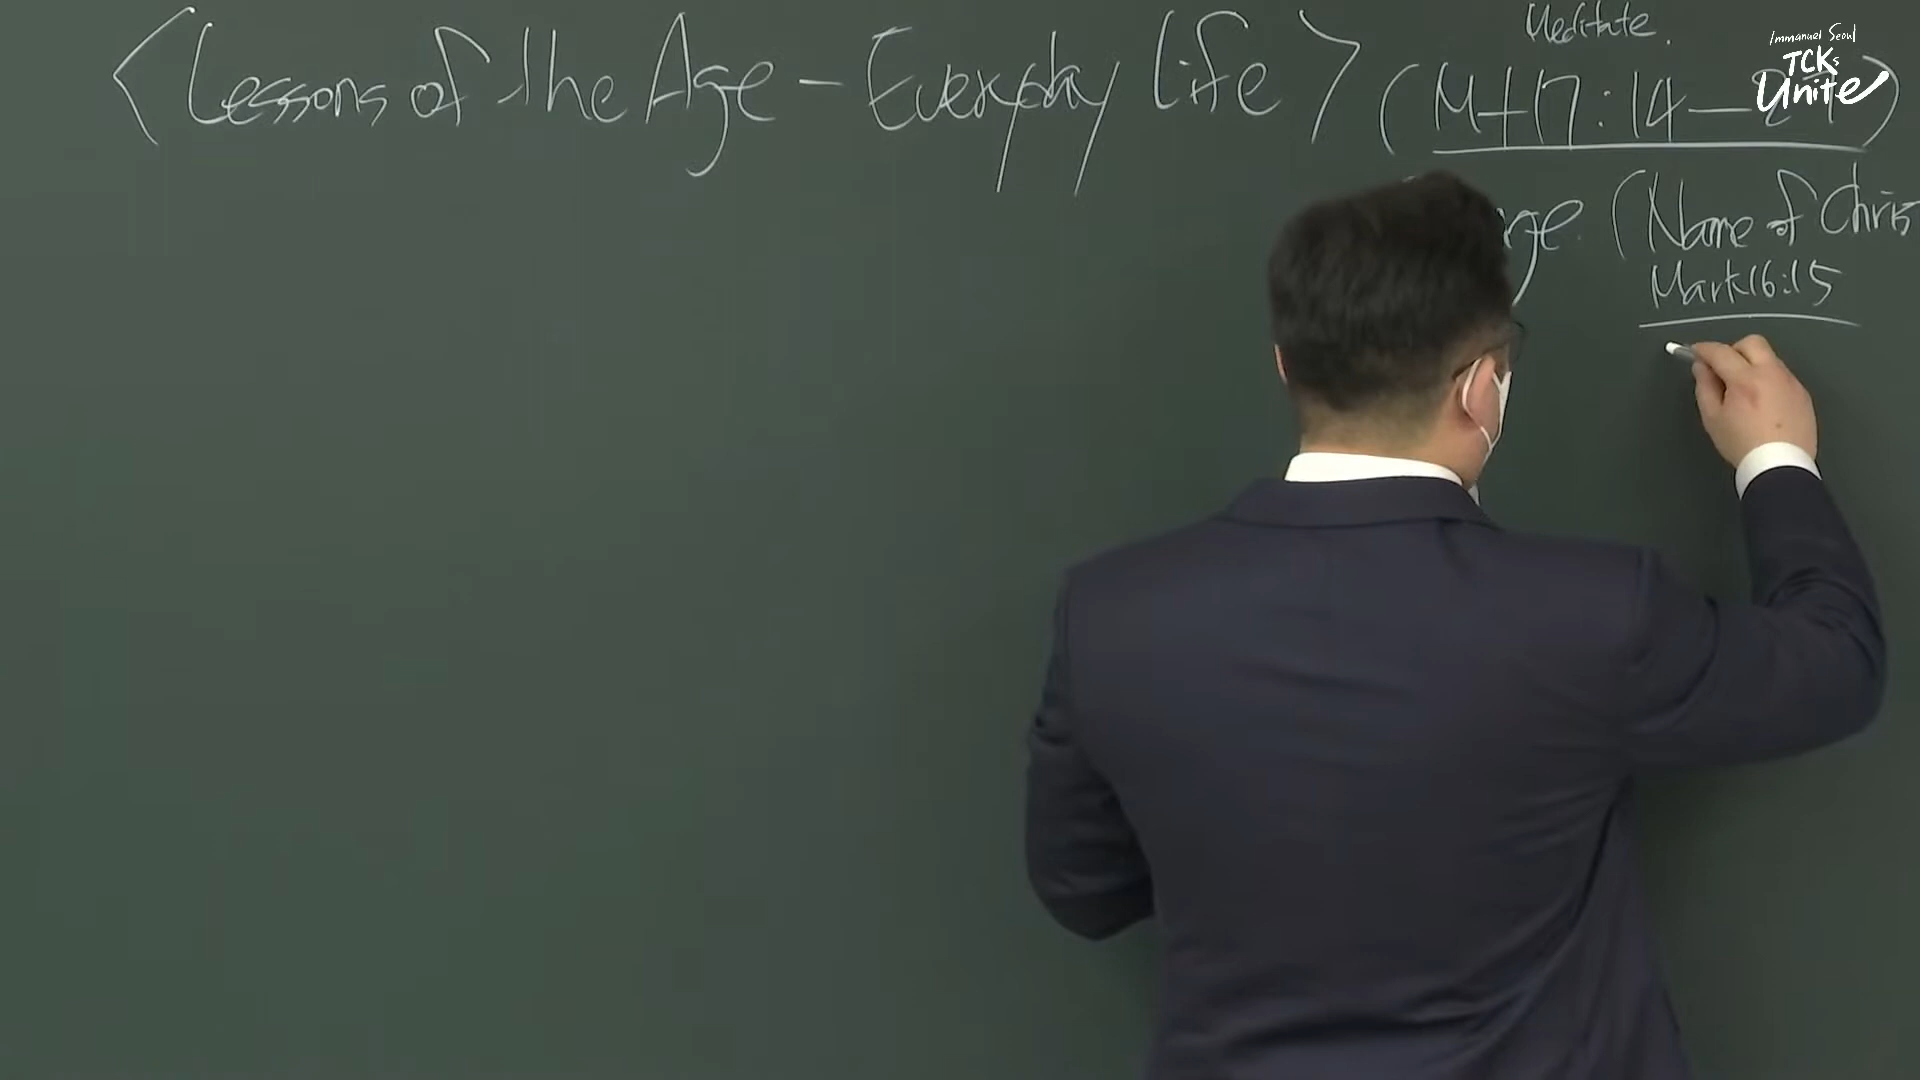 Meditate.
<Lessons of the Age - Everyday Life> (Mt 17:14-
(Name of Chris
Mark 16:15
Immanuel Seoul
TCKs
Unite